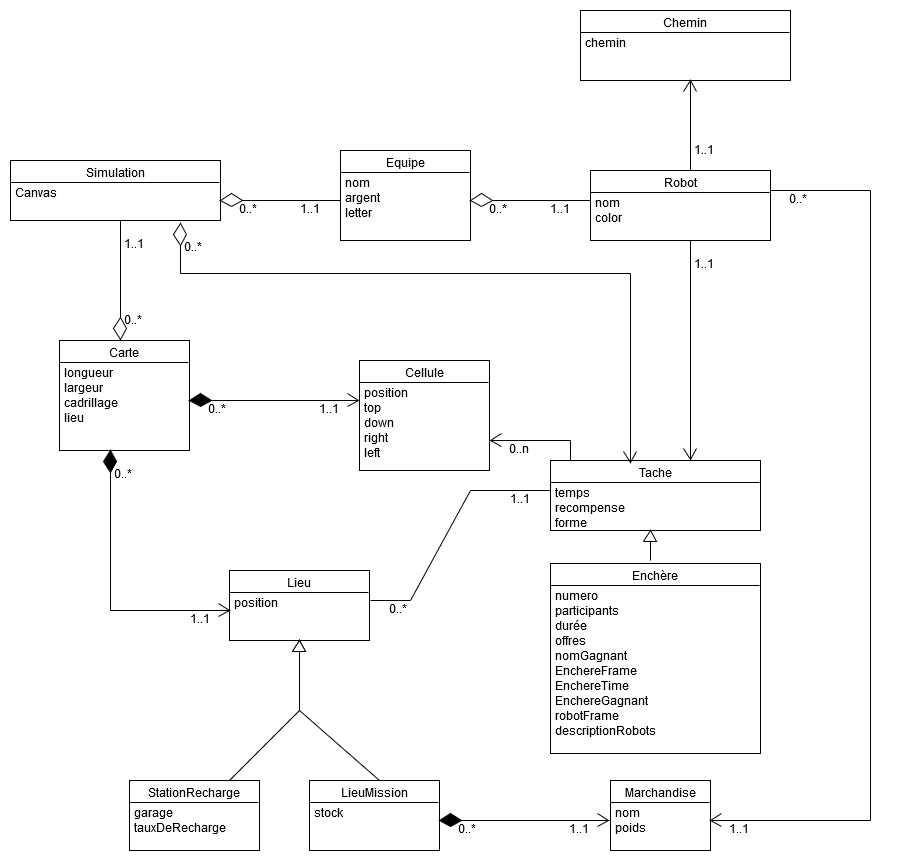 Chemin
chemin
1..1
Simulation
Canvas
Equipe
nom
argent
letter
Robot
nom
color
0..*
1..1
0..*
1..1
0..*
1..1
0..*
1..1
0..*
Carte
longueur
largeur
cadrillage
lieu
Cellule
position
top
down
right
left
0..*
1..1
0..n
0..*
Tache
temps
recompense
forme
1..1
Lieu
position
0..*
1..1
Enchère
numero
participants
durée
offres
nomGagnant
EnchereFrame
EnchereTime
EnchereGagnant
robotFrame
descriptionRobots
StationRecharge
garage
tauxDeRecharge
LieuMission
stock
Marchandise
nom
poids
0..*
1..1
1..1